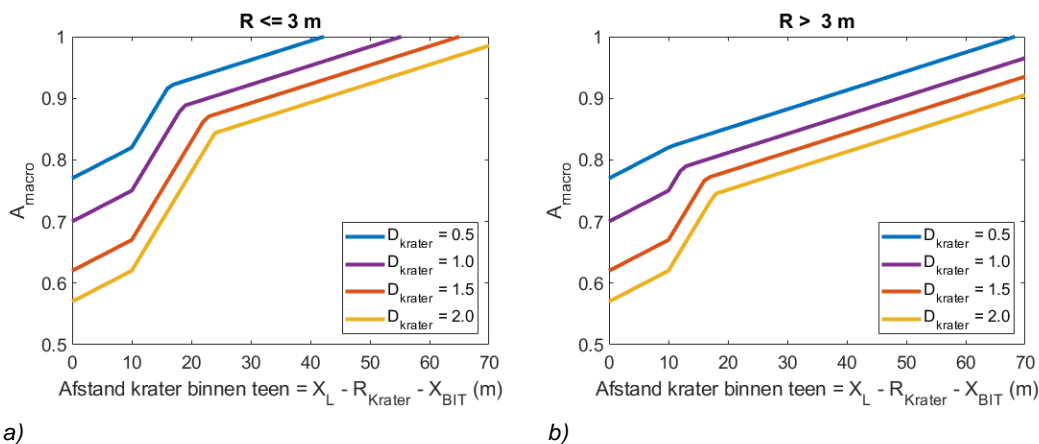 R <= 3 m
R > 3 m
A_macro
1
0.9
0.8
0.7
0.6
0.5
0 10 20 30 40 50 60 70
D_krater = 0.5
D_krater = 1.0
D_krater = 1.5
D_krater = 2.0
Afstand krater binnen teen = X_L - R_Krater - X_BIT (m)
a)
A_macro
1
0.9
0.8
0.7
0.6
0.5
0 10 20 30 40 50 60 70
D_krater = 0.5
D_krater = 1.0
D_krater = 1.5
D_krater = 2.0
Afstand krater binnen teen = X_L - R_Krater - X_BIT (m)
b)